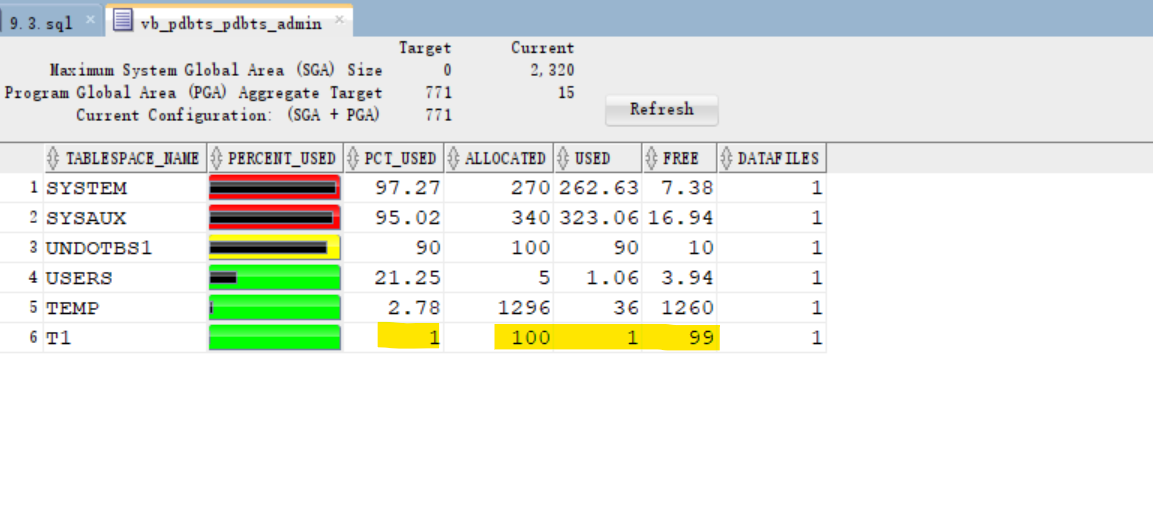 9.3.sql vb_pdbts_pdbts_admin
Target Current
Maximum System Global Area (SGA) Size 0 2,320
Program Global Area (PGA) Aggregate Target 771 15
Current Configuration: (SGA + PGA) 771
Refresh
TABLESPACE_NAME PERCENT_USED PCT_USED ALLOCATED USED FREE DATAFILES
1 SYSTEM 97.27 270 262.63 7.38 1
2 SYSAUX 95.02 340 323.06 16.94 1
3 UNDOTBS1 90 100 90 10 1
4 USERS 21.25 5 1.06 3.94 1
5 TEMP 2.78 1296 36 1260 1
6 T1 1 100 1 99 1